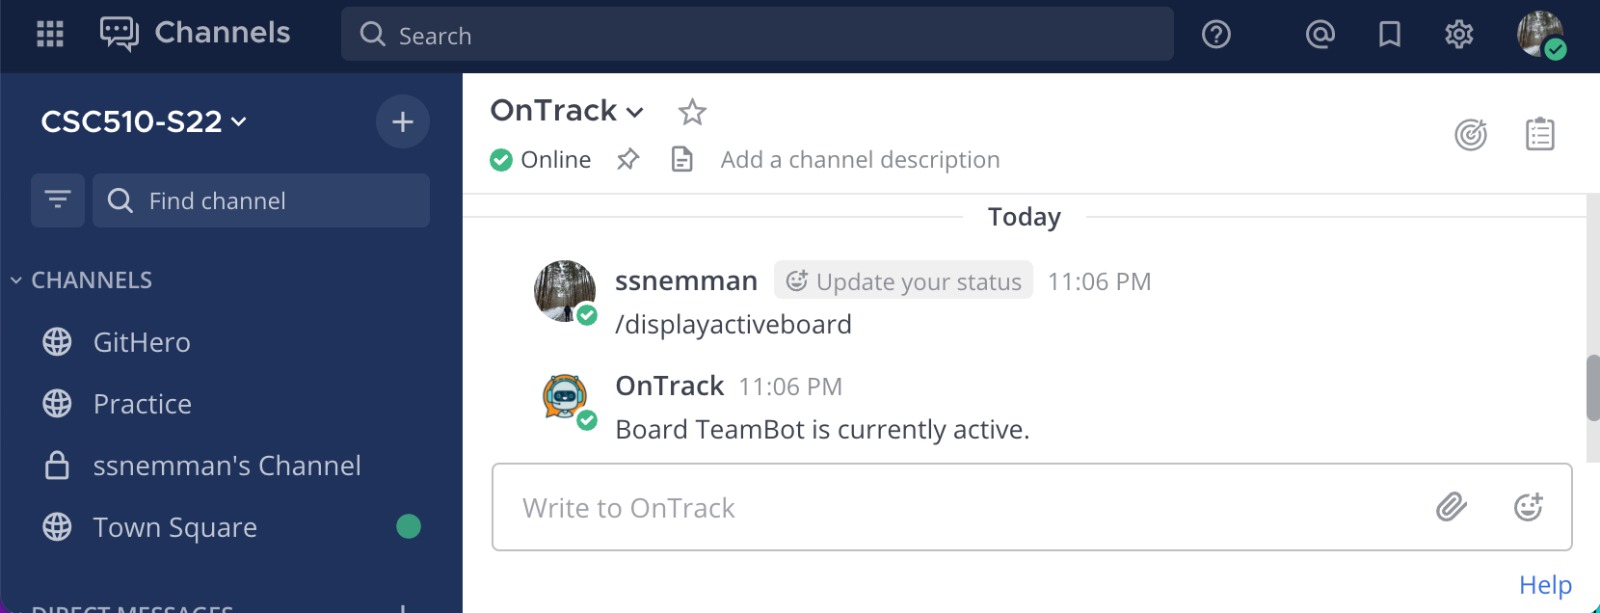 Channels
Search
CSC510-S22
Find channel
CHANNELS
GitHero
Practice
ssnemman's Channel
Town Square
DIRECT MESSAGES
OnTrack
Online
Add a channel description
Today
ssnemman Update your status 11:06 PM
/displayactiveboard
OnTrack 11:06 PM
Board TeamBot is currently active.
Write to OnTrack
Help